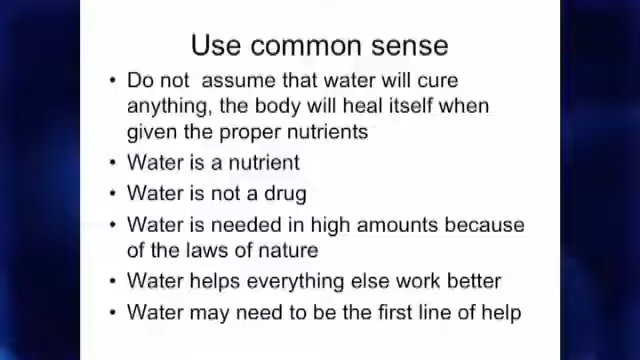 Use common sense
• Do not  assume that water will cure
anything, the body will heal itself when
given the proper nutrients
• Water is a nutrient
• Water is not a drug
• Water is needed in high amounts because
of the laws of nature
• Water helps everything else work better
• Water may need to be the first line of help